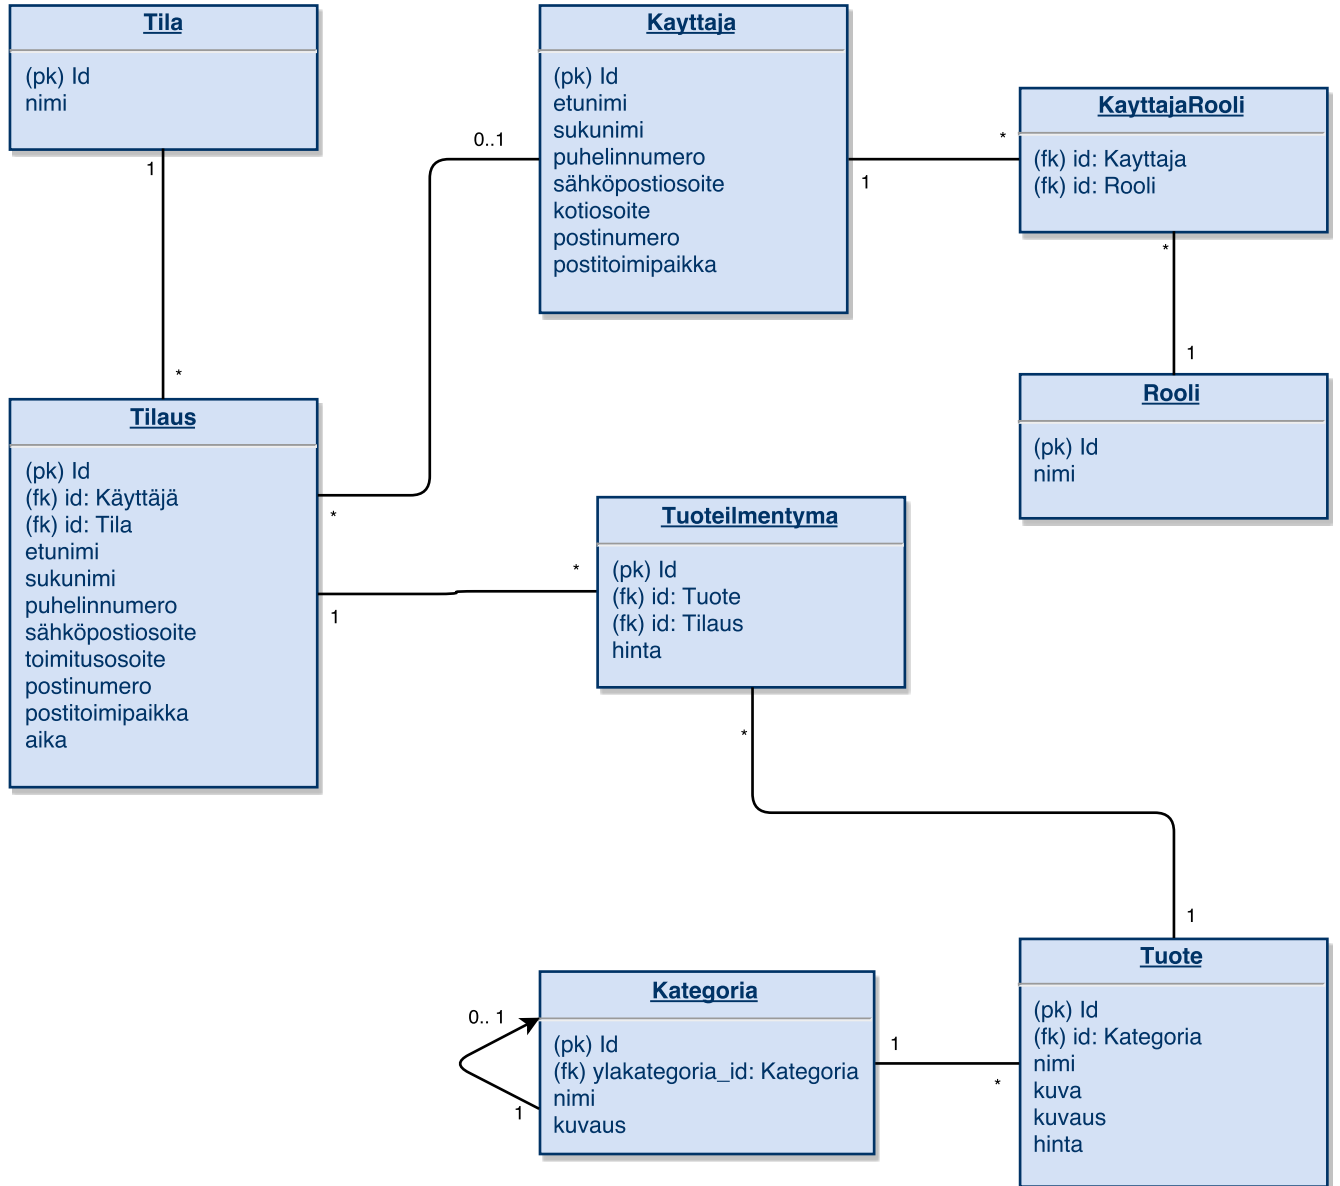 Tila
(pk) Id
nimi
1
*
Kayttaja
(pk) Id
etunimi
sukunimi
puhelinnumero
sähköpostiosoite
kotiosoite
postinumero
postitoimipaikka
0..1
1
*
KayttajaRooli
(fk) id: Kayttaja
(fk) id: Rooli
*
1
Rooli
(pk) Id
nimi
Tilaus
(pk) Id
(fk) id: Käyttäjä
(fk) id: Tila
etunimi
sukunimi
puhelinnumero
sähköpostiosoite
toimitusosoite
postinumero
postitoimipaikka
aika
*
1
*
Tuoteilmentyma
(pk) Id
(fk) id: Tuote
(fk) id: Tilaus
hinta
*
1
Kategoria
(pk) Id
(fk) ylakategoria_id: Kategoria
nimi
kuvaus
0.. 1
1
1
*
Tuote
(pk) Id
(fk) id: Kategoria
nimi
kuva
kuvaus
hinta